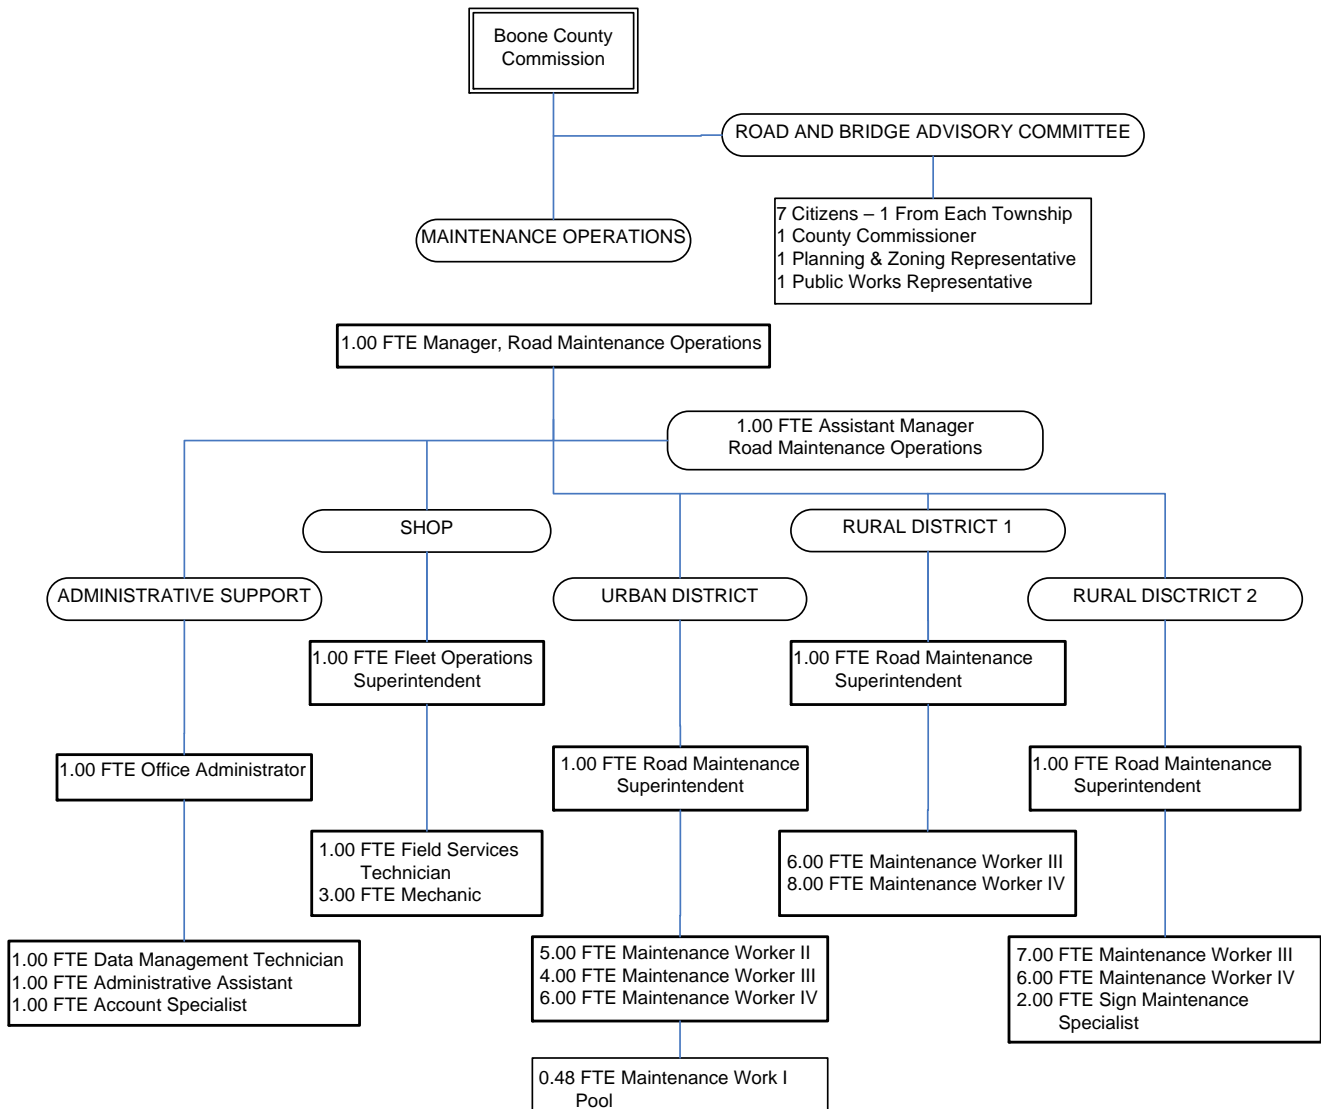 Boone County
Commission
ROAD AND BRIDGE ADVISORY COMMITTEE
7 Citizens – 1 From Each Township
1 County Commissioner
1 Planning & Zoning Representative
1 Public Works Representative
MAINTENANCE OPERATIONS
1.00 FTE Manager, Road Maintenance Operations
1.00 FTE Assistant Manager
Road Maintenance Operations
SHOP
RURAL DISTRICT 1
ADMINISTRATIVE SUPPORT
URBAN DISTRICT
RURAL DISCTRICT 2
1.00 FTE Fleet Operations
Superintendent
1.00 FTE Road Maintenance
Superintendent
1.00 FTE Office Administrator
1.00 FTE Road Maintenance
Superintendent
1.00 FTE Road Maintenance
Superintendent
1.00 FTE Field Services
Technician
3.00 FTE Mechanic
6.00 FTE Maintenance Worker III
8.00 FTE Maintenance Worker IV
1.00 FTE Data Management Technician
1.00 FTE Administrative Assistant
1.00 FTE Account Specialist
5.00 FTE Maintenance Worker II
4.00 FTE Maintenance Worker III
6.00 FTE Maintenance Worker IV
7.00 FTE Maintenance Worker III
6.00 FTE Maintenance Worker IV
2.00 FTE Sign Maintenance
Specialist
0.48 FTE Maintenance Work I
Pool